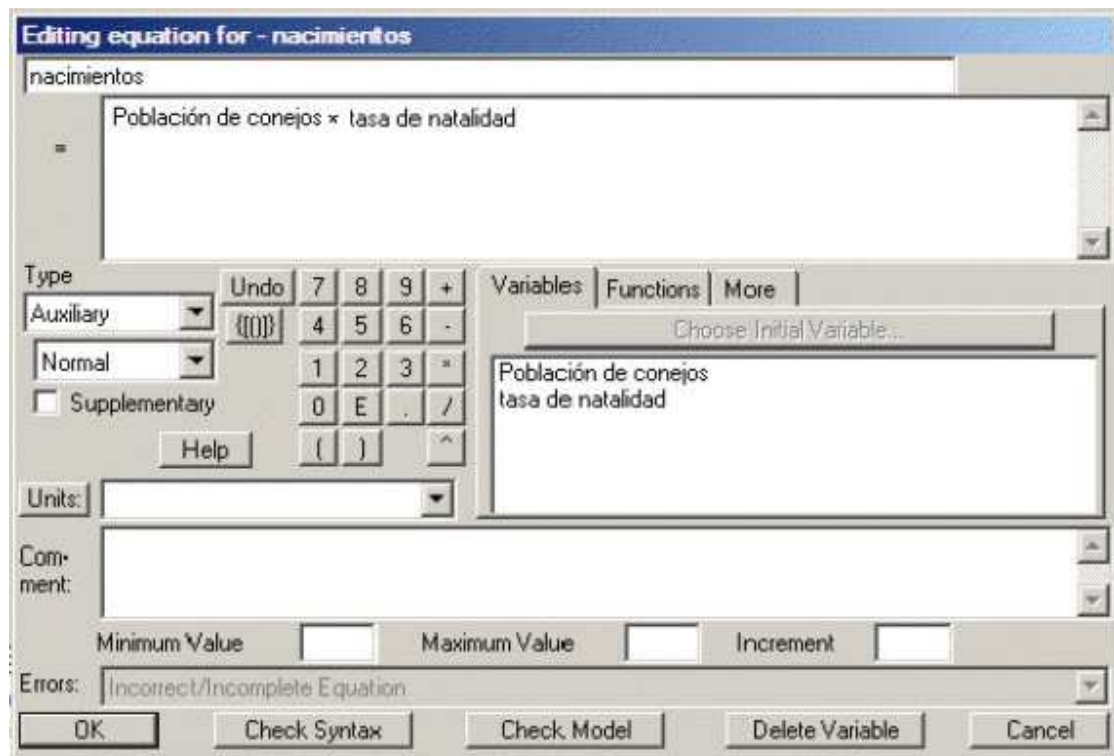 Editing equation for - nacimientos
nacimientos
= Población de conejos × tasa de natalidad
Type
Auxiliary
Normal
Supplementary
Help
Undo 7 8 9 +
{[()]} 4 5 6 -
1 2 3 *
0 E . /
( ) ^
Variables Functions More
Choose Initial Variable...
Población de conejos
tasa de natalidad
Units:
Com-
ment:
Minimum Value Maximum Value Increment
Errors: Incorrect/Incomplete Equation
OK Check Syntax Check Model Delete Variable Cancel